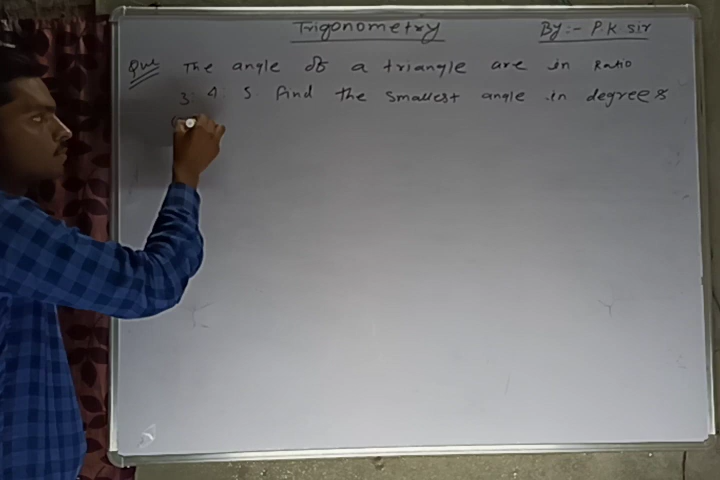 Trigonometry By:- P.K sir
Que The angle of a triangle are in Ratio
3: 4: 5 find the smallest angle in degree &